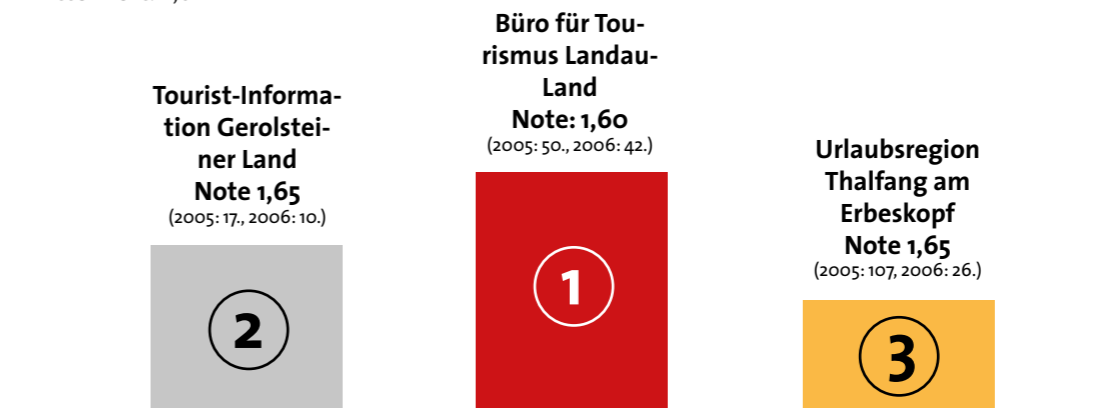 Büro für Tou-
rismus Landau-
Land
Note: 1,60
(2005: 50., 2006: 42.)
Tourist-Informa-
tion Gerolstei-
ner Land
Note 1,65
(2005: 17., 2006: 10.)
Urlaubsregion
Thalfang am
Erbeskopf
Note 1,65
(2005: 107, 2006: 26.)
1
2
3